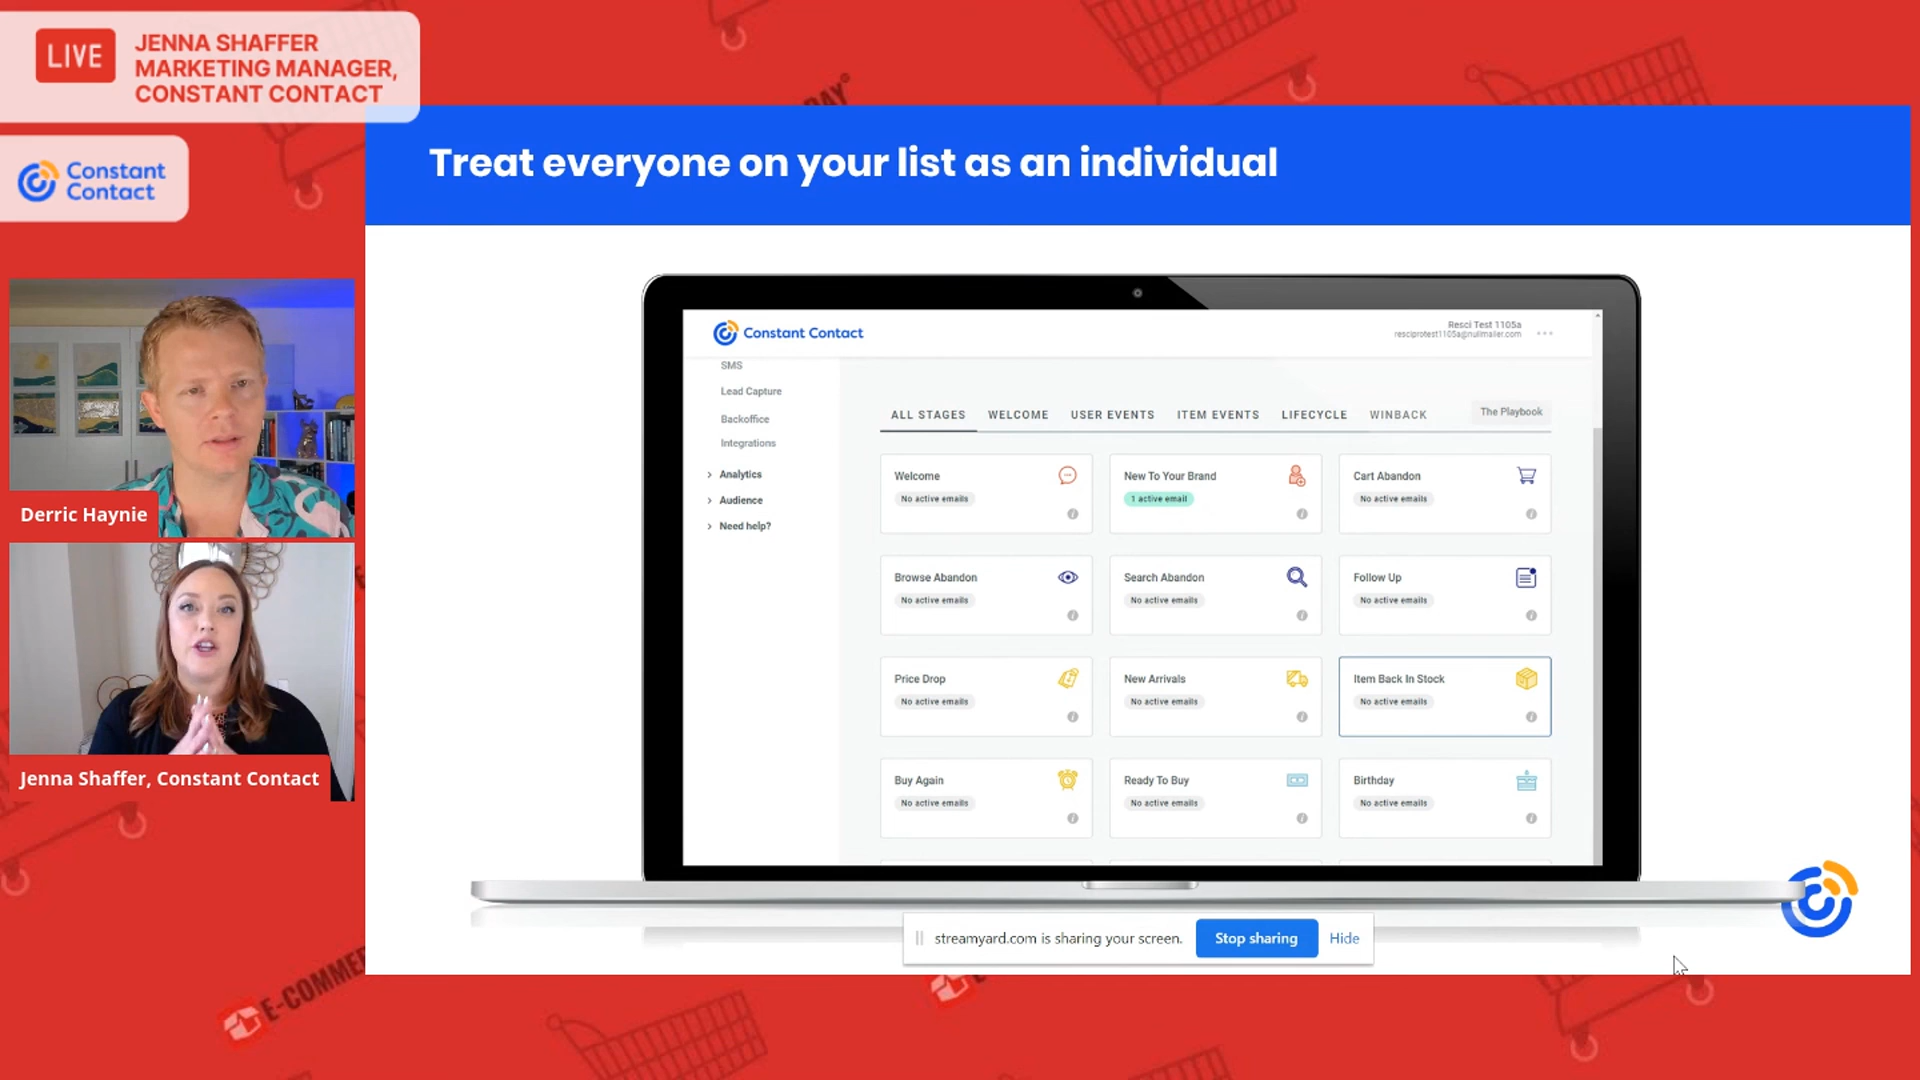 LIVE
JENNA SHAFFER
MARKETING MANAGER,
CONSTANT CONTACT
Constant
Contact
Derric Haynie
Jenna Shaffer, Constant Contact
Treat everyone on your list as an individual
Constant Contact
Resci Test 1105a
resciprotest1105a@nullmailer.com
SMS
Lead Capture
Backoffice
Integrations
Analytics
Audience
Need help?
ALL STAGES WELCOME USER EVENTS ITEM EVENTS LIFECYCLE WINBACK The Playbook
Welcome
No active emails
New To Your Brand
1 active email
Cart Abandon
No active emails
Browse Abandon
No active emails
Search Abandon
No active emails
Follow Up
No active emails
Price Drop
No active emails
New Arrivals
No active emails
Item Back In Stock
No active emails
Buy Again
No active emails
Ready To Buy
No active emails
Birthday
No active emails
streamyard.com is sharing your screen. Stop sharing Hide
E-COMMER
DAY